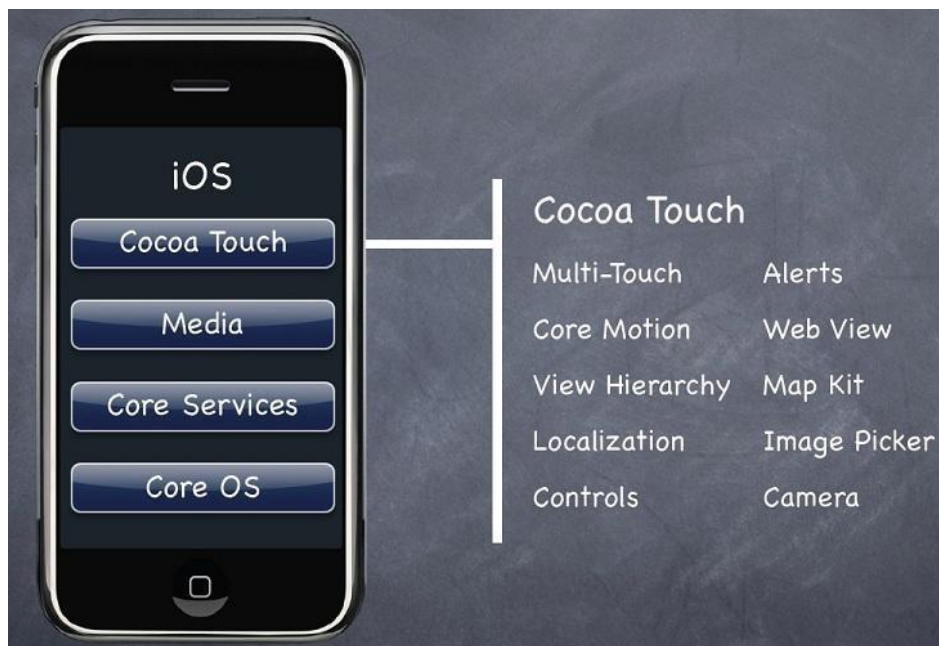 iOS
Cocoa Touch
Media
Core Services
Core OS
Cocoa Touch
Multi-Touch
Alerts
Core Motion
Web View
View Hierarchy
Map Kit
Localization
Image Picker
Controls
Camera